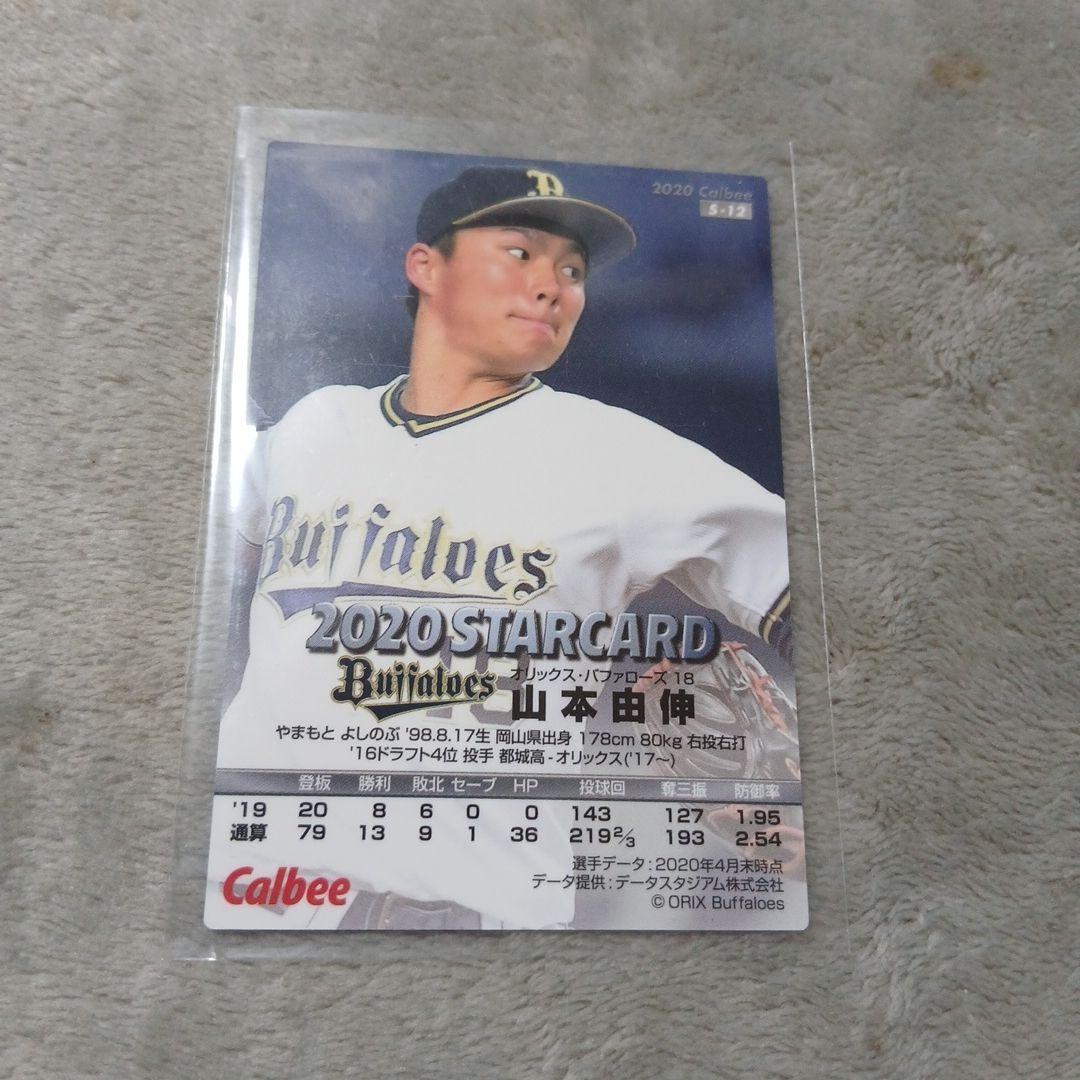 B
2020 Calbee
S-12
Buffaloes
2020 STARCARD
Buffaloes
オリックス・バファローズ 18
山本由伸
やまもと よしのぶ '98.8.17生 岡山県出身 178cm 80kg 右投右打
'16ドラフト4位 投手 都城高-オリックス('17〜)
登板 勝利 敗北 セーブ HP 投球回 奪三振 防御率
'19 20 8 6 0 0 143 127 1.95
通算 79 13 9 1 36 219 2/3 193 2.54
選手データ:2020年4月末時点
データ提供:データスタジアム株式会社
© ORIX Buffaloes
Calbee